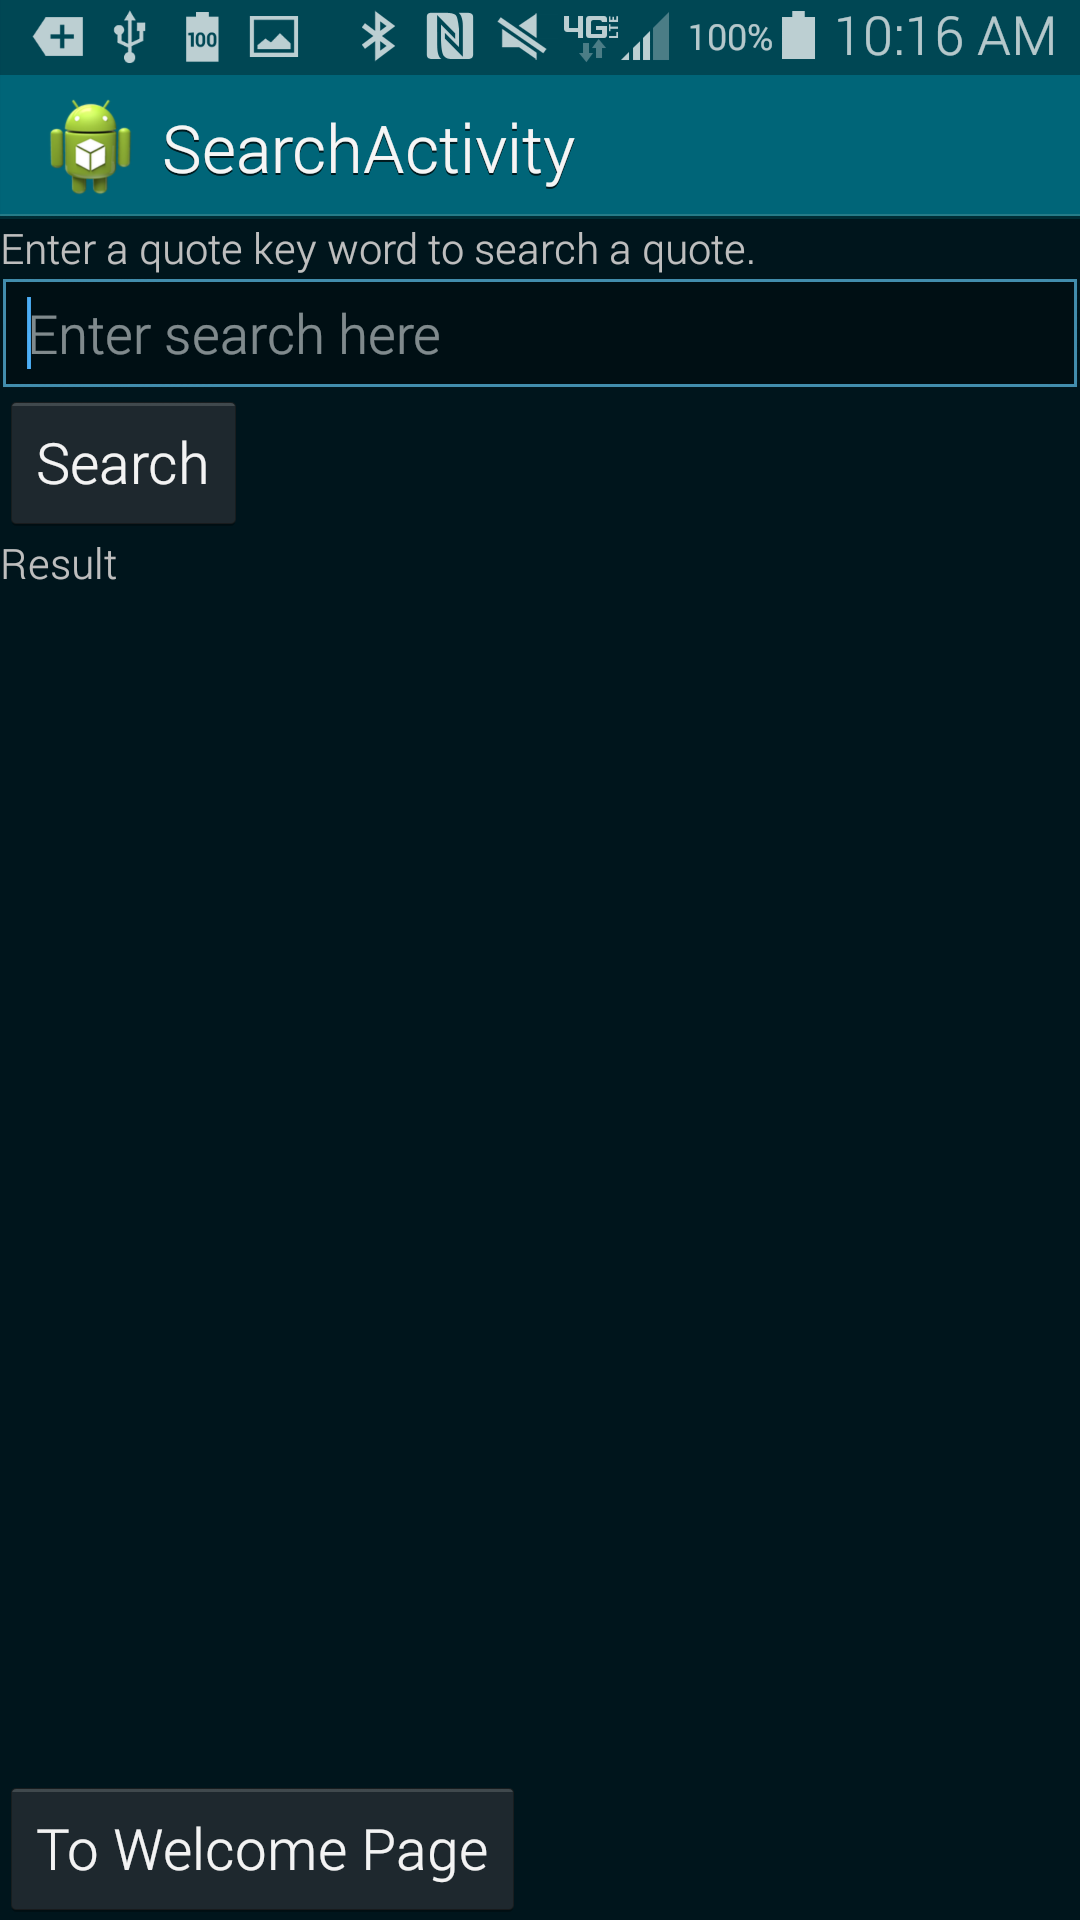 100 4G LTE 100% 10:16 AM
SearchActivity
Enter a quote key word to search a quote.
Enter search here
Search
Result
To Welcome Page